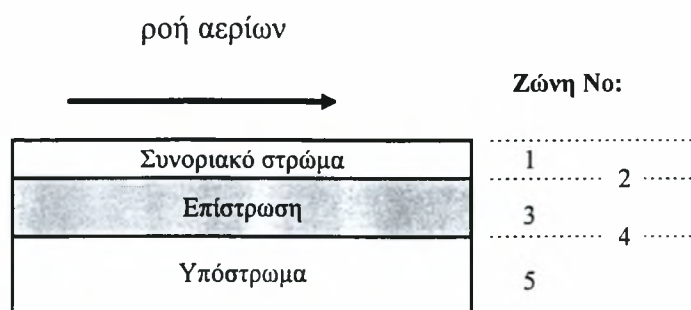 ροή αερίων
Ζώνη Νο:
Συνοριακό στρώμα
1
2
Επίστρωση
3
4
Υπόστρωμα
5